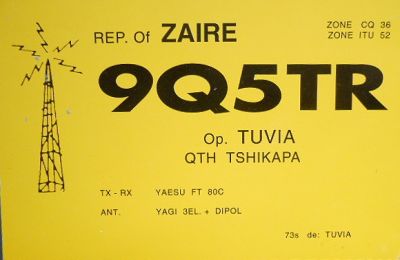 REP. Of ZAIRE
ZONE CQ 36
ZONE ITU 52
9Q5TR
Op. TUVIA
QTH TSHIKAPA
TX - RX YAESU FT 80C
ANT. YAGI 3EL. + DIPOL
73s de: TUVIA